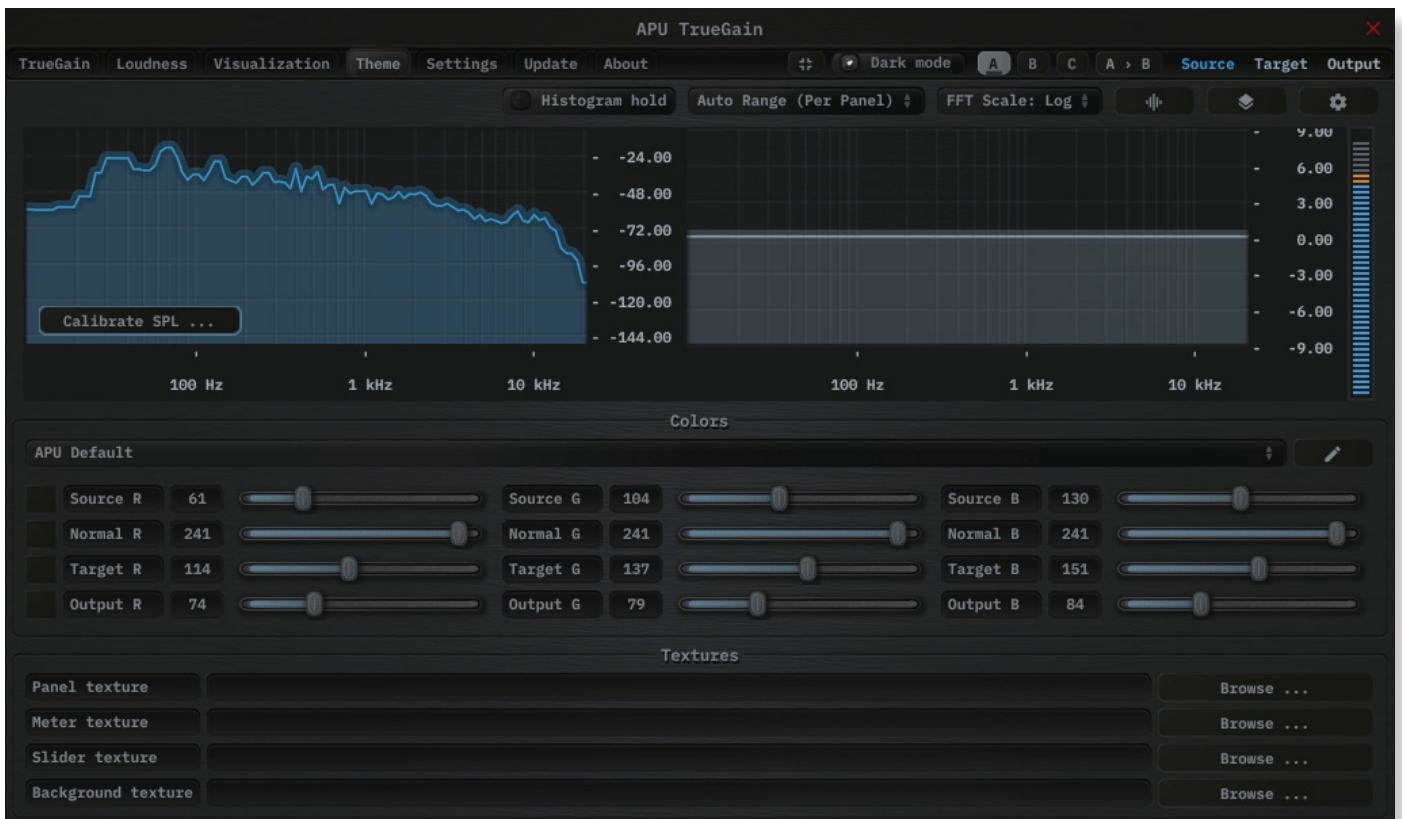 APU TrueGain
TrueGain Loudness Visualization Theme Settings Update About Dark mode A B C A › B Source Target Output
Histogram hold Auto Range (Per Panel) FFT Scale: Log
- 9.00
- -24.00 - 6.00
- -48.00 - 3.00
- -72.00 - 0.00
- -96.00 - -3.00
- -120.00 - -6.00
Calibrate SPL ...
- -144.00 - -9.00
100 Hz 1 kHz 10 kHz 100 Hz 1 kHz 10 kHz
Colors
APU Default
Source R 61 Source G 104 Source B 130
Normal R 241 Normal G 241 Normal B 241
Target R 114 Target G 137 Target B 151
Output R 74 Output G 79 Output B 84
Textures
Panel texture Browse ...
Meter texture Browse ...
Slider texture Browse ...
Background texture Browse ...